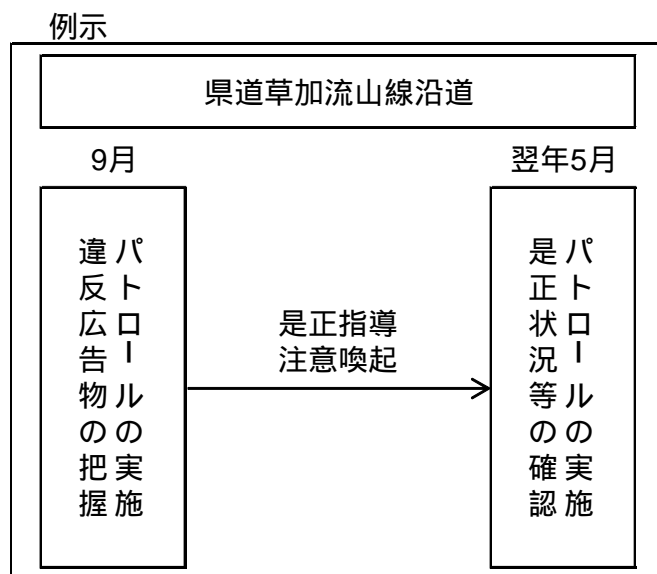 例示
県道草加流山線沿道
9月
翌年5月
パトロールの実施
違反広告物の把握
是正指導
注意喚起
パトロールの実施
是正状況等の確認